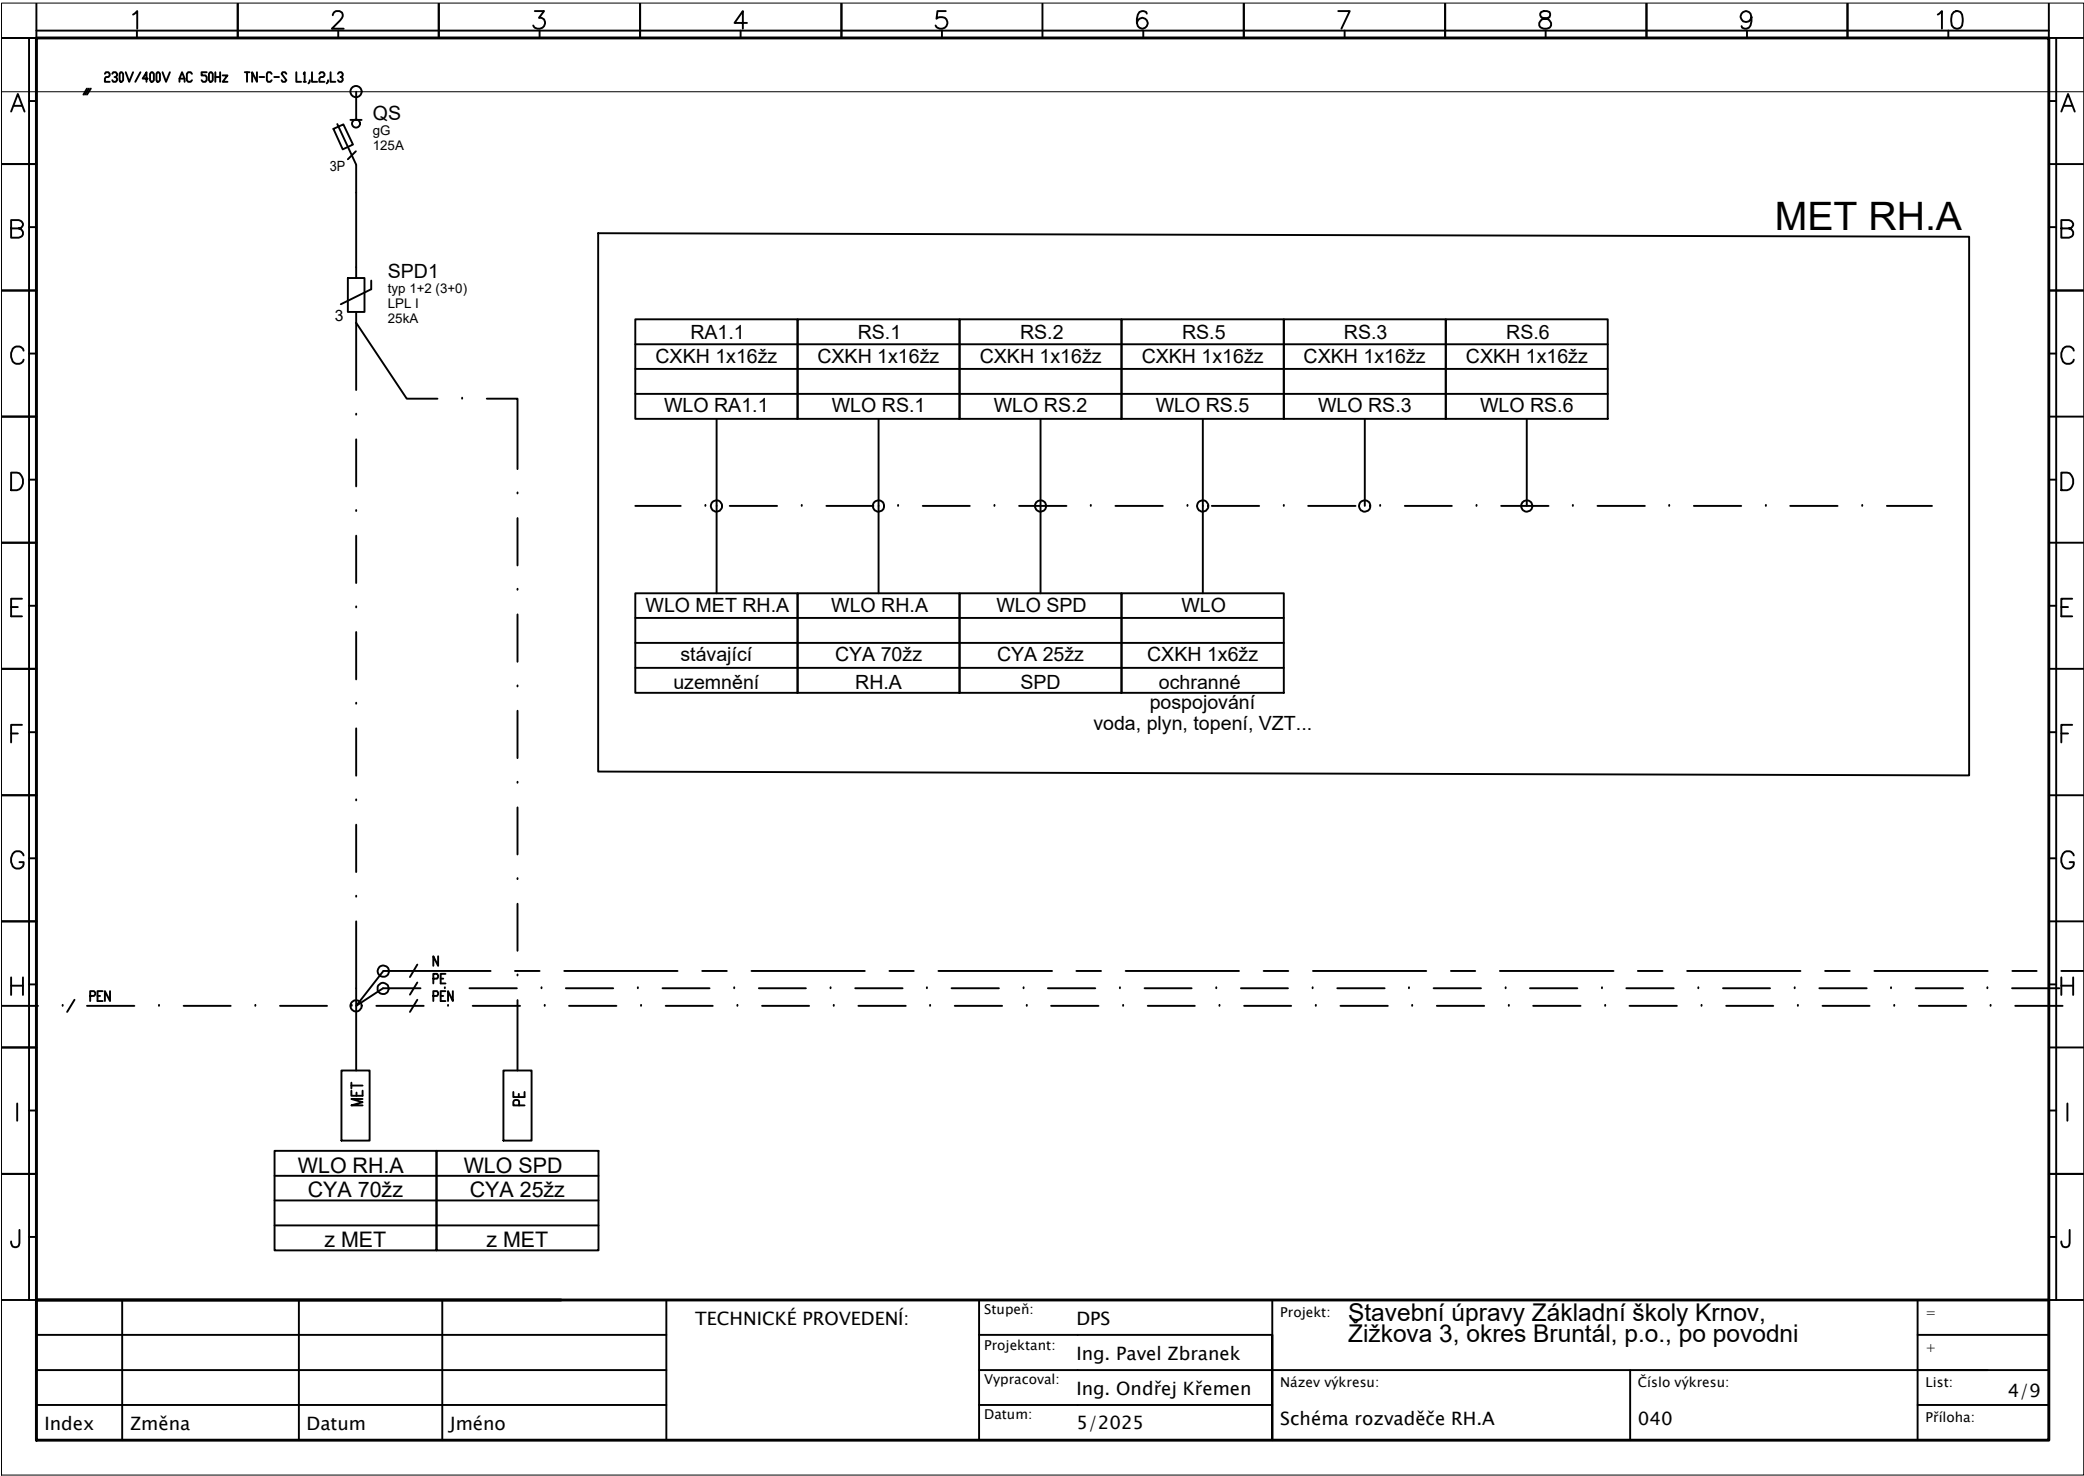 1 2 3 4 5 6 7 8 9 10
230V/400V AC 50Hz TN-C-S L1,L2,L3
A A
QS
gG
125A
3P
MET RH.A
B B
SPD1
typ 1+2 (3+0)
LPL I
25kA
3
RA1.1 RS.1 RS.2 RS.5 RS.3 RS.6
C C
CXKH 1x16žz CXKH 1x16žz CXKH 1x16žz CXKH 1x16žz CXKH 1x16žz CXKH 1x16žz
WLO RA1.1 WLO RS.1 WLO RS.2 WLO RS.5 WLO RS.3 WLO RS.6
D D
E E
WLO MET RH.A WLO RH.A WLO SPD WLO
stávající CYA 70žz CYA 25žz CXKH 1x6žz
uzemnění RH.A SPD ochranné
pospojování
voda, plyn, topení, VZT...
F F
G G
N
PE
H H
PEN PEN
MET PE
I I
WLO RH.A WLO SPD
CYA 70žz CYA 25žz
z MET z MET
J J
TECHNICKÉ PROVEDENÍ:
Stupeň: DPS
Projekt: Stavební úpravy Základní školy Krnov,
Žižkova 3, okres Bruntál, p.o., po povodni
=
+
Projektant: Ing. Pavel Zbranek
Vypracoval: Ing. Ondřej Křemen
Název výkresu:
Číslo výkresu:
List: 4/9
Index Změna Datum Jméno
Datum: 5/2025
Schéma rozvaděče RH.A
040
Příloha: